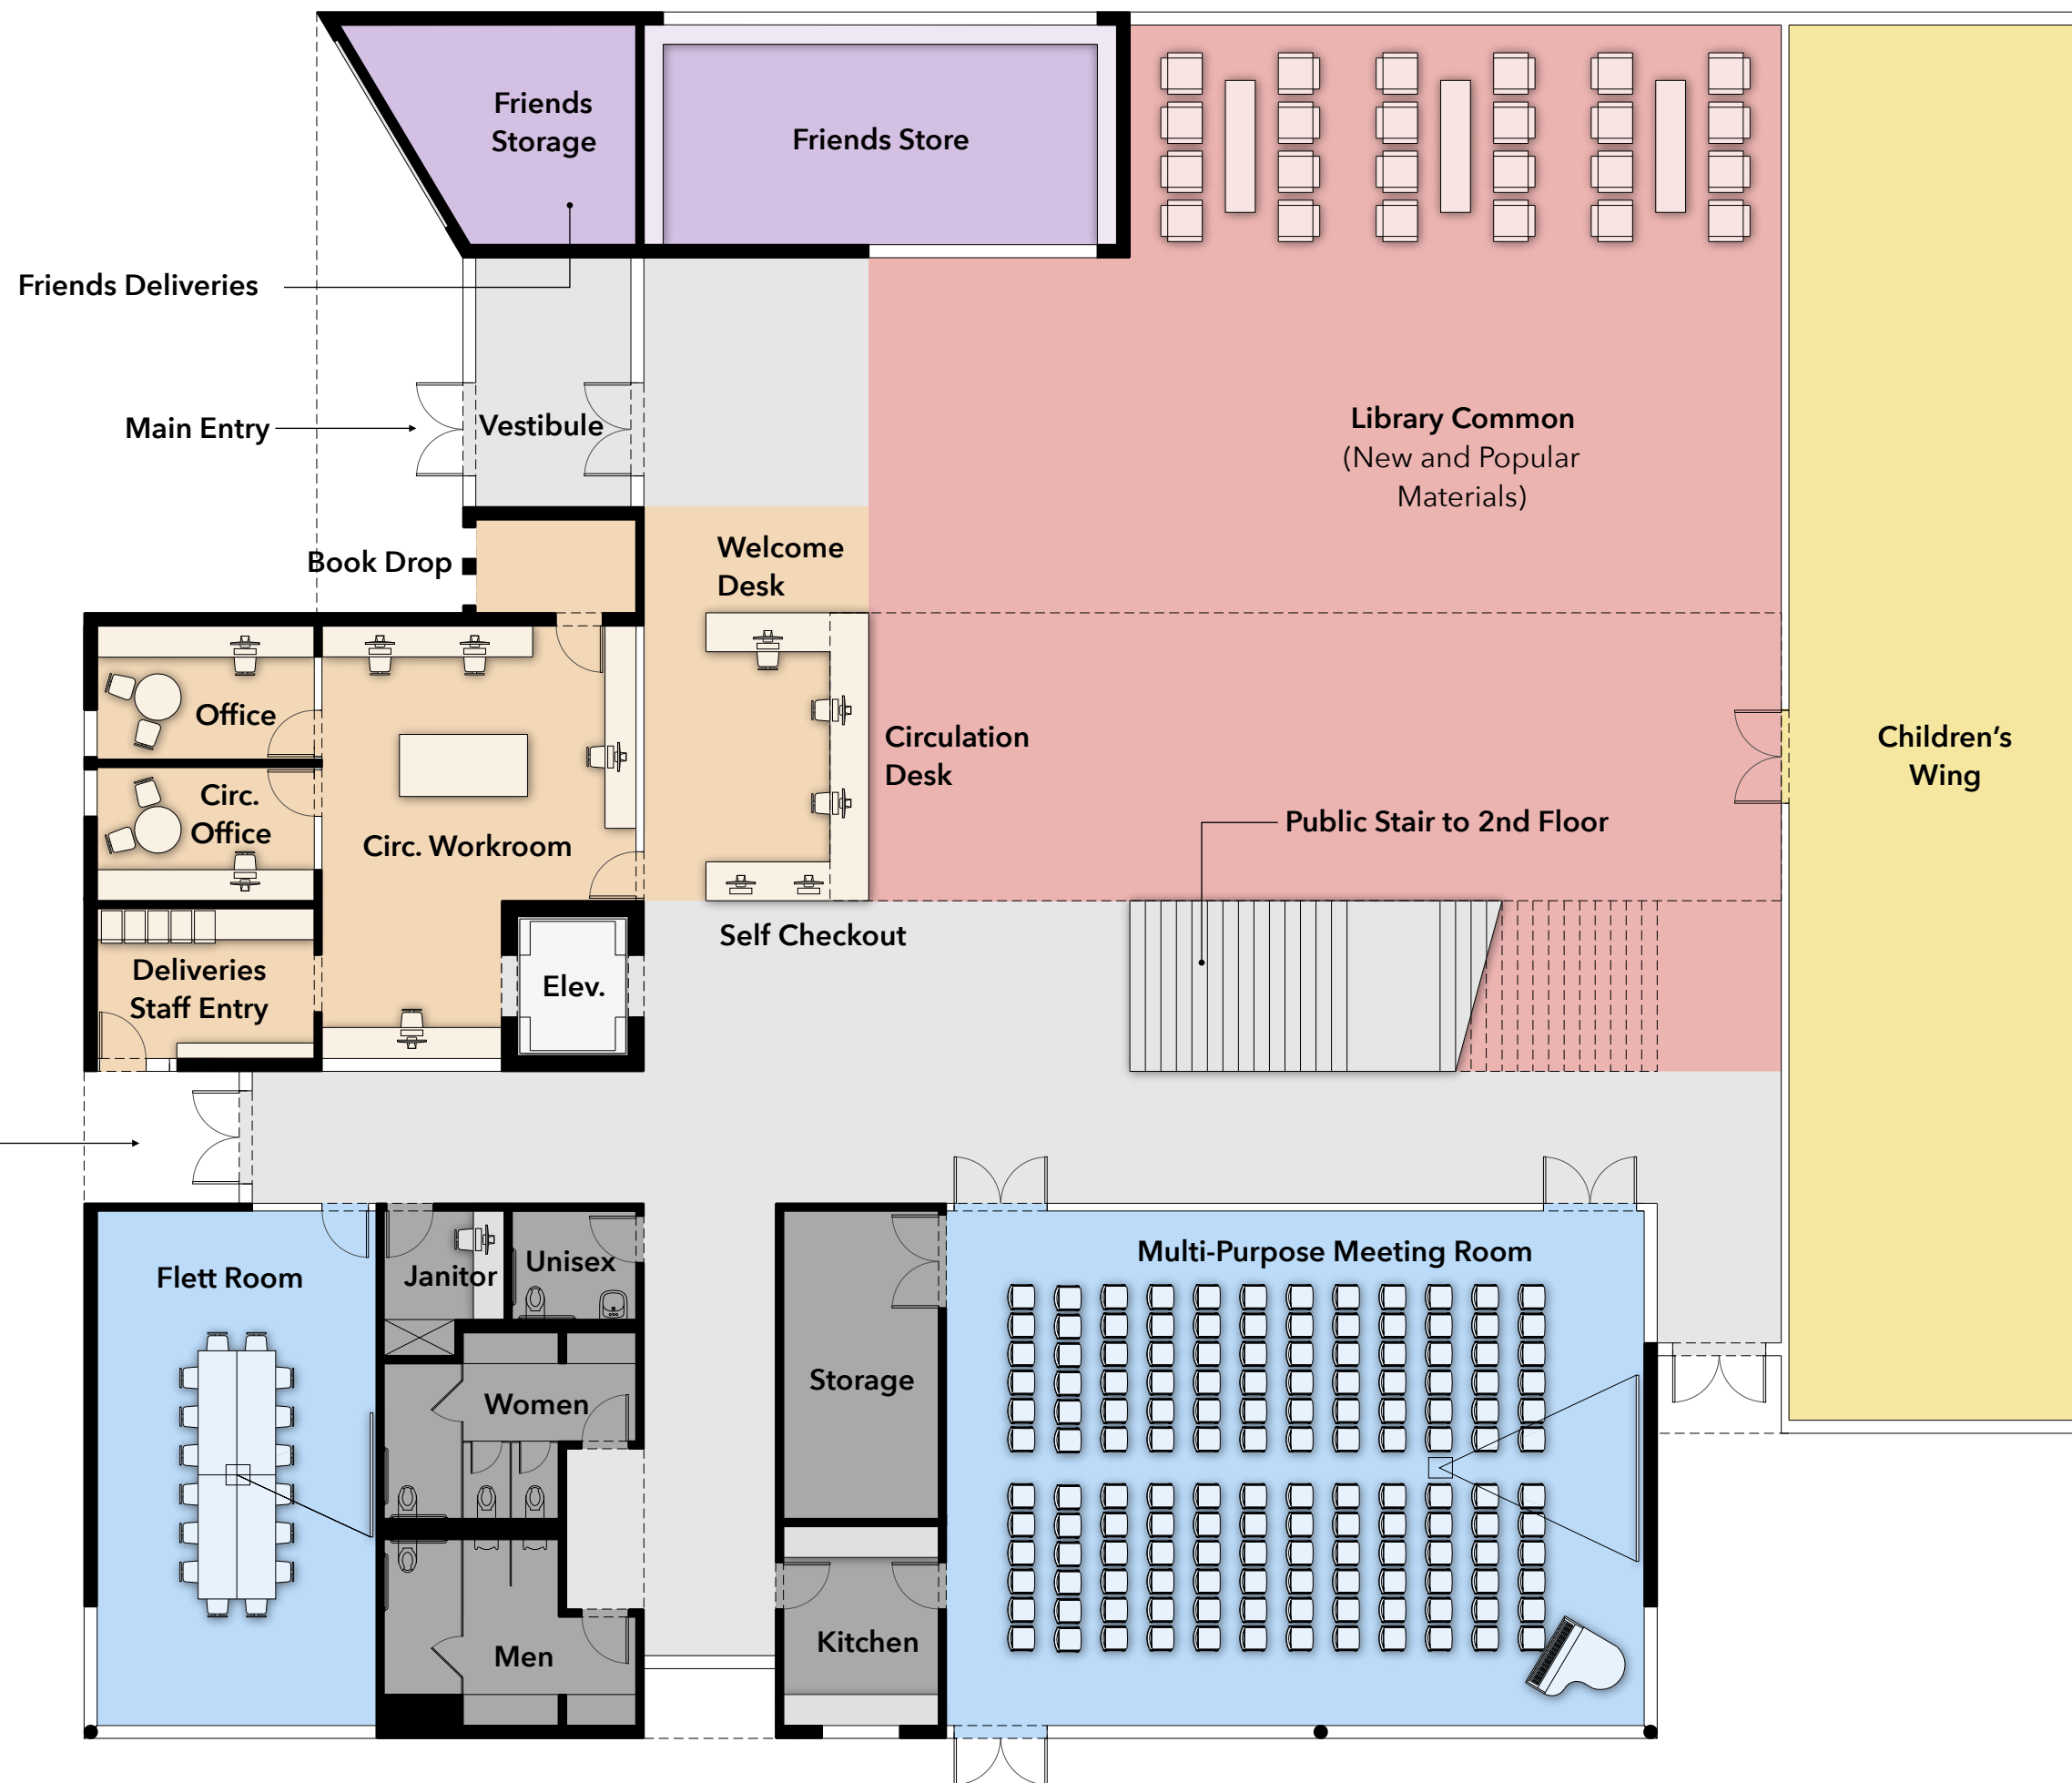 Friends
Storage
Friends Store
Friends Deliveries
Main Entry
Vestibule
Library Common
(New and Popular
Materials)
Book Drop
Welcome
Desk
Office
Circ.
Office
Circ. Workroom
Circulation
Desk
Children's
Wing
Public Stair to 2nd Floor
Self Checkout
Deliveries
Staff Entry
Elev.
Flett Room
Janitor
Unisex
Multi-Purpose Meeting Room
Women
Storage
Men
Kitchen